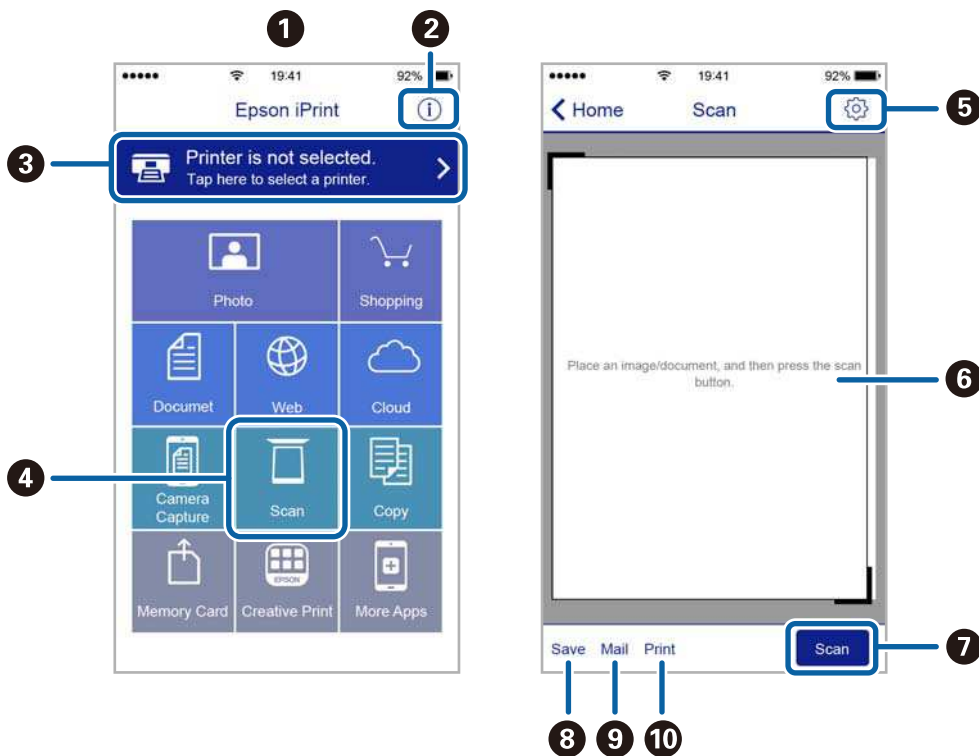 1
2
19:41
92%
Epson iPrint
i
3
Printer is not selected.
Tap here to select a printer.
Photo
Shopping
Documet
Web
Cloud
4
Camera
Capture
Scan
Copy
EPSON
Memory Card
Creative Print
More Apps
19:41
92%
Home
Scan
5
Place an image/document, and then press the scan
button.
6
Save
Mail
Print
Scan
7
8
9
10